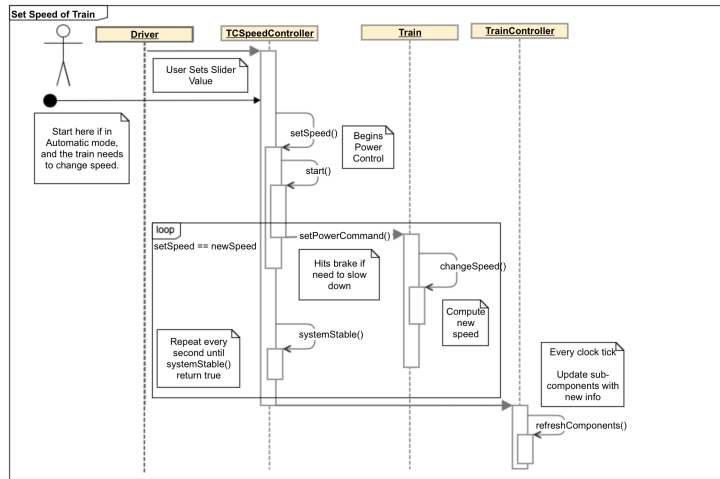 Set Speed of Train
Driver
TCSpeedController
Train
TrainController
User Sets Slider
Value
Start here if in
Automatic mode,
and the train needs
to change speed.
setSpeed()
Begins
Power
Control
start()
loop
setSpeed == newSpeed
setPowerCommand()
Hits brake if
need to slow
down
changeSpeed()
Compute
new
speed
systemStable()
Repeat every
second until
systemStable()
return true
Every clock tick
Update sub-
components with
new info
refreshComponents()